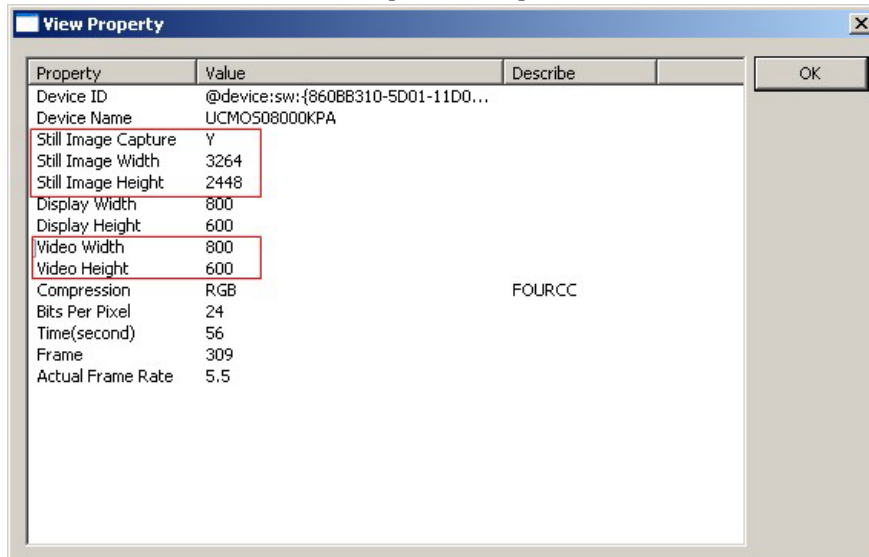 View Property
Property Value Describe
OK
Device ID @device:sw:{860BB310-5D01-11D0...
Device Name UCMOS08000KPA
Still Image Capture Y
Still Image Width 3264
Still Image Height 2448
Display Width 800
Display Height 600
Video Width 800
Video Height 600
Compression RGB FOURCC
Bits Per Pixel 24
Time(second) 56
Frame 309
Actual Frame Rate 5.5